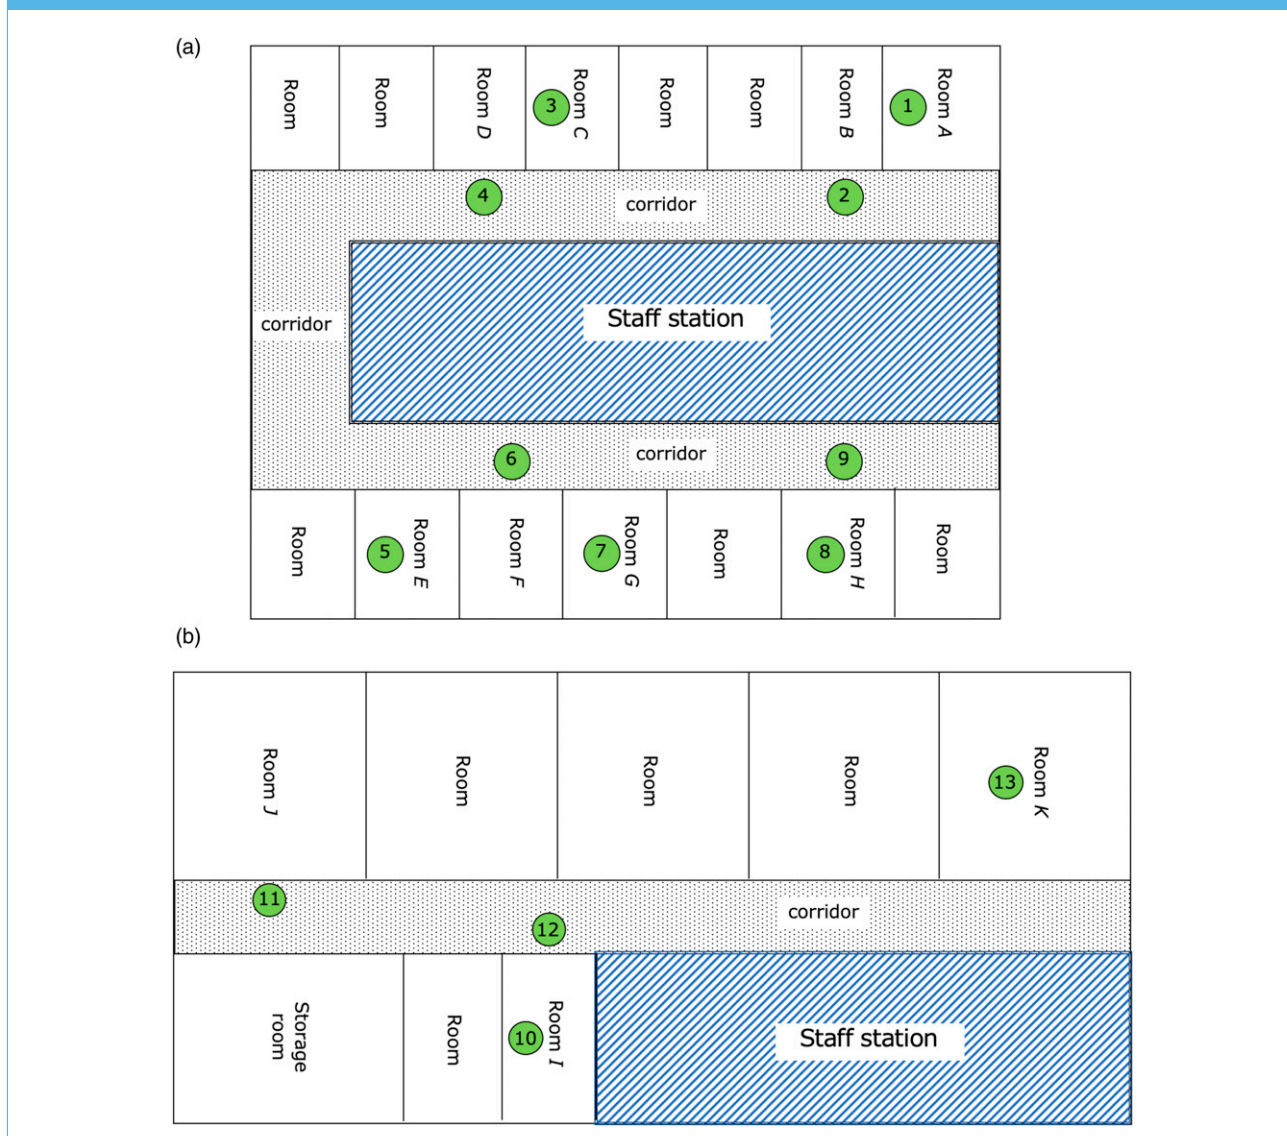 (a)
Room
Room
Room D
3
Room C
Room
Room
Room B
1
Room A
4
corridor
2
Staff station
corridor
6
corridor
9
Room
5
Room E
Room F
7
Room G
Room
8
Room H
Room
(b)
Room J
Room
Room
Room
13
Room K
11
12
corridor
Storage
room
Room
10
Room I
Staff station